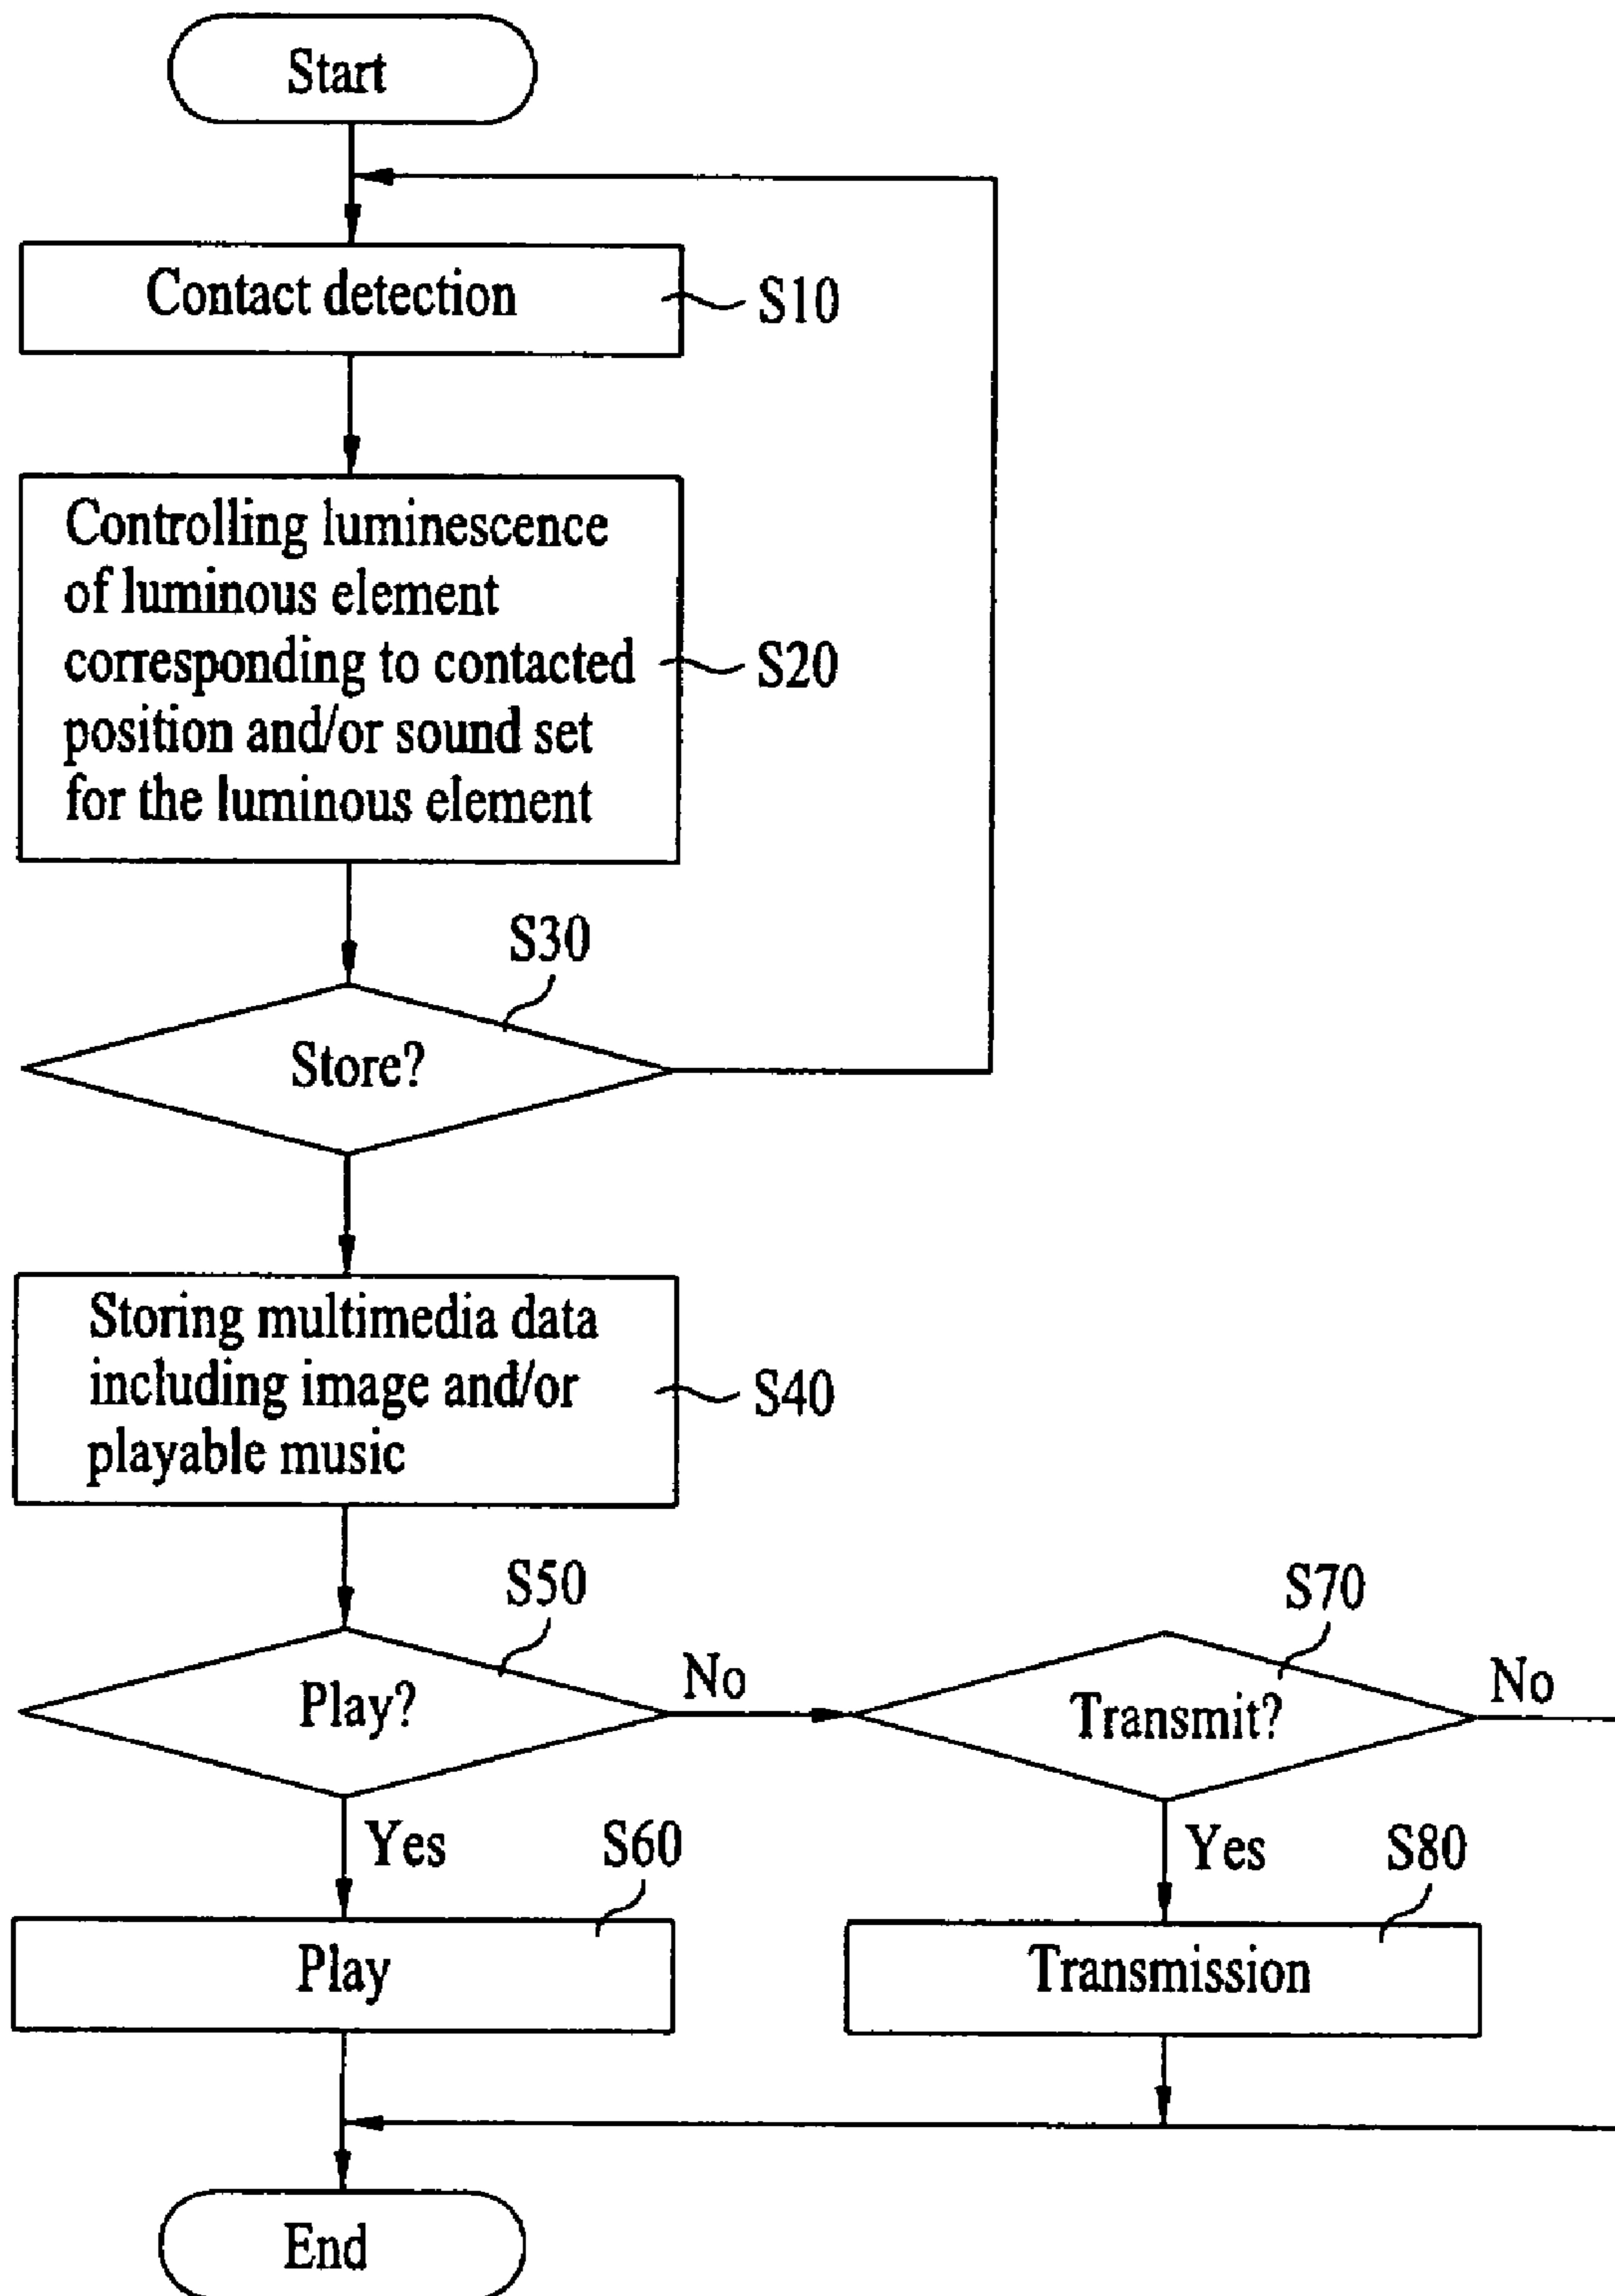 Start
Contact detection
S10
Controlling luminescence
of luminous element
corresponding to contacted
position and/or sound set
for the luminous element
S20
S30
Store?
Storing multimedia data
including image and/or
playable music
S40
S50
Play?
No
S70
Transmit?
No
Yes
S60
Play
Yes
S80
Transmission
End